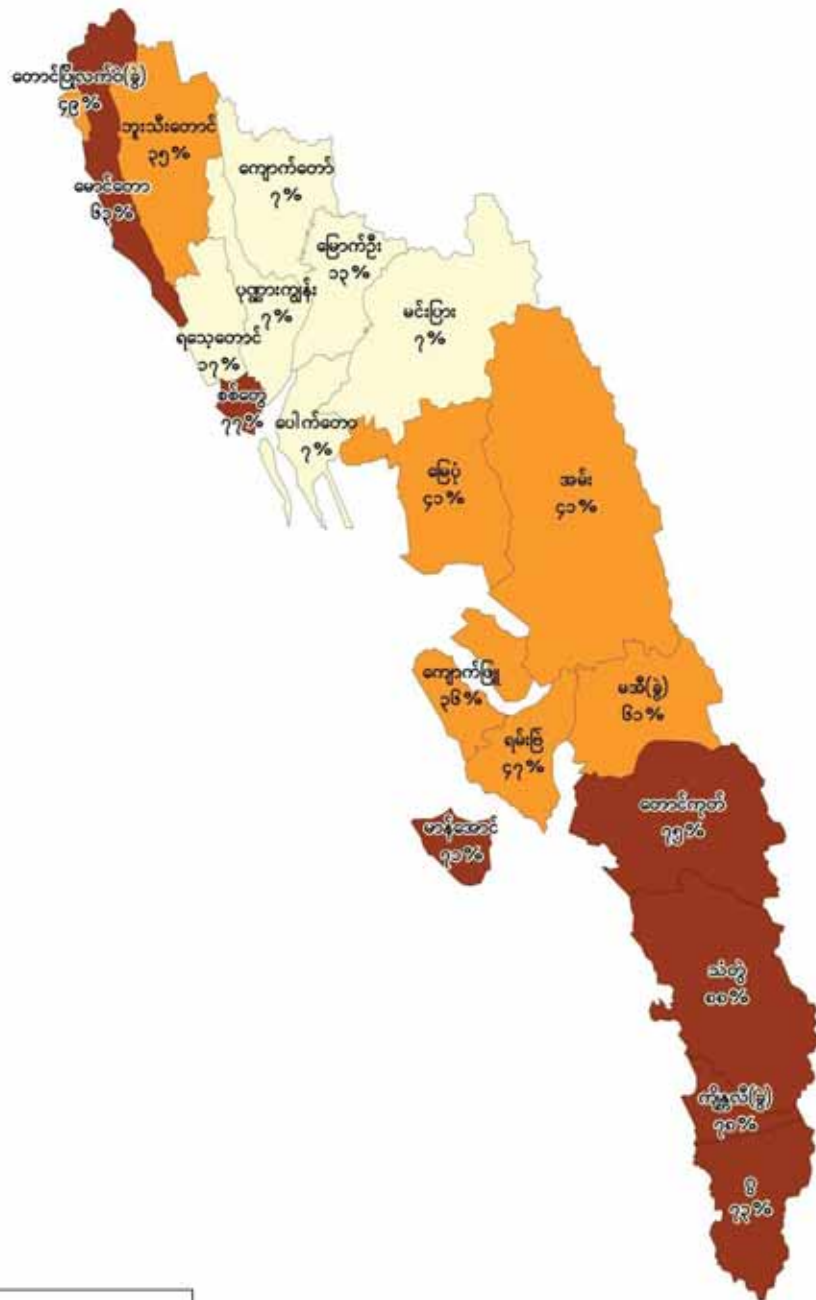 တောင်ပြိုလက်ဝဲ(ခွဲ)
၄၉%
ဘူးသီးတောင်
၃၅%
မောင်တော
၆၃%
ကျောက်တော်
၇%
မြောက်ဦး
၁၃%
ပုဏ္ဏားကျွန်း
၇%
မင်းပြား
၇%
ရသေ့တောင်
၁၇%
စစ်တွေ
၇၇%
ပေါက်တော
၇%
မြေပုံ
၄၁%
အမ်း
၄၁%
ကျောက်ဖြူ
၃၆%
ရမ်းဗြဲ
၄၇%
မအီ(ခွဲ)
၆၁%
မာန်အောင်
၇၁%
တောင်ကုတ်
၇၅%
သံတွဲ
၈၈%
ကျိန္တလီ(ခွဲ)
၇၈%
ဂွ
၇၃%